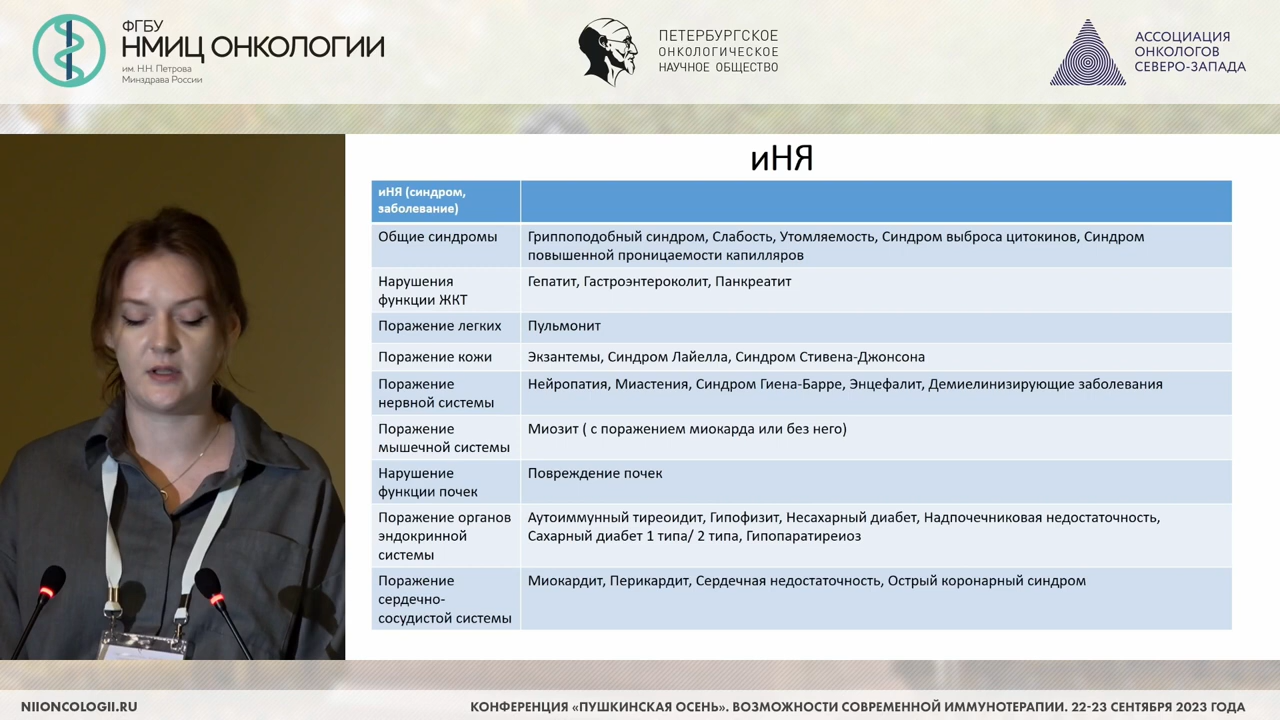 ФГБУ
НМИЦ ОНКОЛОГИИ
им. Н.Н. Петрова
Минздрава России
ПЕТЕРБУРГСКОЕ
ОНКОЛОГИЧЕСКОЕ
НАУЧНОЕ ОБЩЕСТВО
АССОЦИАЦИЯ
ОНКОЛОГОВ
СЕВЕРО-ЗАПАДА
иНЯ
иНЯ (синдром,
заболевание)
Общие синдромы
Гриппоподобный синдром, Слабость, Утомляемость, Синдром выброса цитокинов, Синдром
повышенной проницаемости капилляров
Нарушения
функции ЖКТ
Гепатит, Гастроэнтероколит, Панкреатит
Поражение легких
Пульмонит
Поражение кожи
Экзантемы, Синдром Лайелла, Синдром Стивена-Джонсона
Поражение
нервной системы
Нейропатия, Миастения, Синдром Гиена-Барре, Энцефалит, Демиелинизирующие заболевания
Поражение
мышечной системы
Миозит ( с поражением миокарда или без него)
Нарушение
функции почек
Повреждение почек
Поражение органов
эндокринной
системы
Аутоиммунный тиреоидит, Гипофизит, Несахарный диабет, Надпочечниковая недостаточность,
Сахарный диабет 1 типа/ 2 типа, Гипопаратиреиоз
Поражение
сердечно-
сосудистой системы
Миокардит, Перикардит, Сердечная недостаточность, Острый коронарный синдром
NIIONCOLOGII.RU
КОНФЕРЕНЦИЯ «ПУШКИНСКАЯ ОСЕНЬ». ВОЗМОЖНОСТИ СОВРЕМЕННОЙ ИММУНОТЕРАПИИ. 22-23 СЕНТЯБРЯ 2023 ГОДА